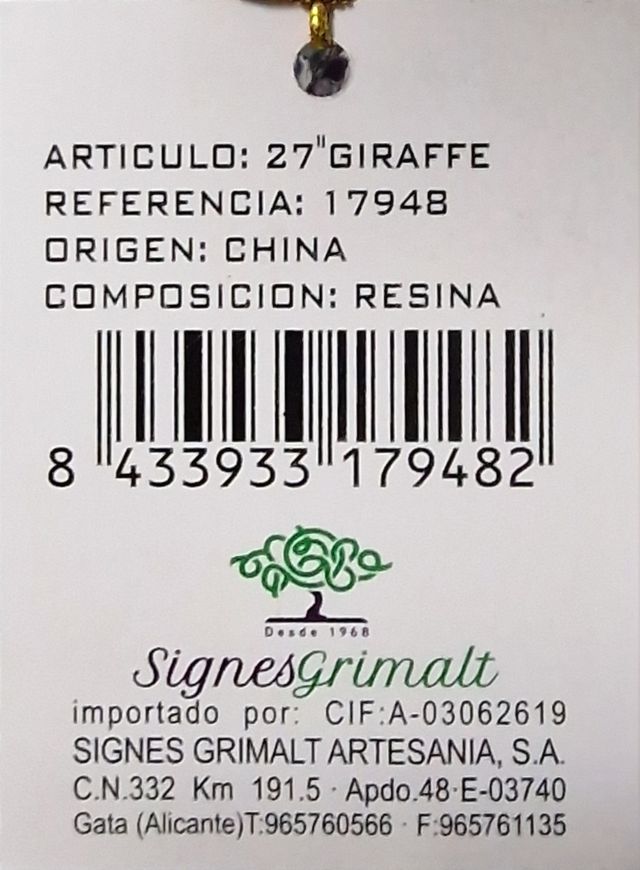 ARTICULO: 27"GIRAFFE
REFERENCIA: 17948
ORIGEN: CHINA
COMPOSICION: RESINA
8 433933 179482
Desde 1968
SignesGrimalt
importado por: CIF:A-03062619
SIGNES GRIMALT ARTESANIA, S.A.
C.N.332 Km 191.5 · Apdo.48·E-03740
Gata (Alicante)T:965760566 · F:965761135